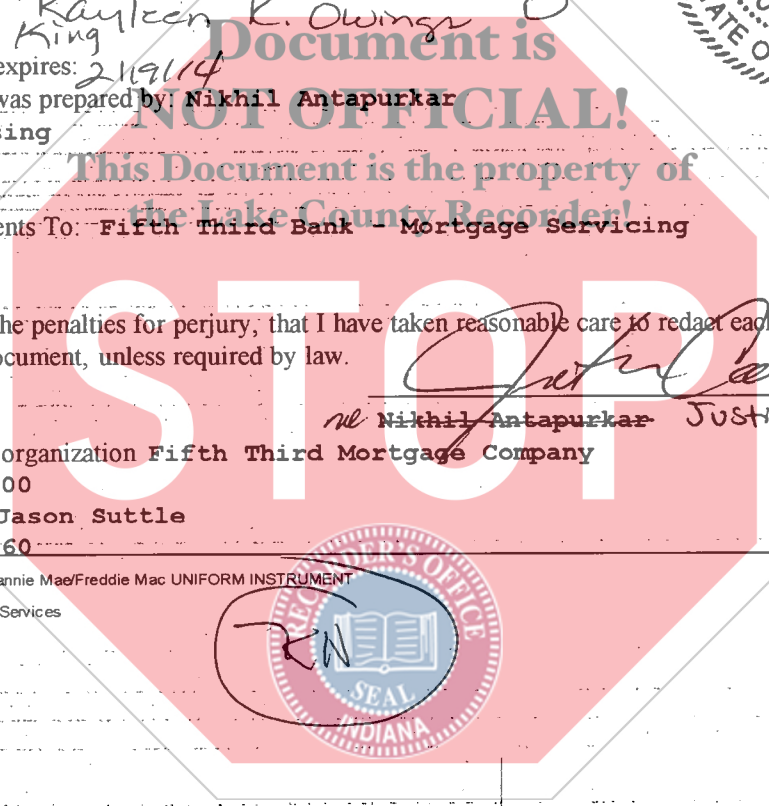 Kayleen K. Owings
King
expires: 2/19/14
was prepared by: Nikhil Antapurkar
sing
Document is
NOT OFFICIAL!
This Document is the property of
the Lake County Recorder!
ents To: Fifth Third Bank - Mortgage Servicing
STOP
he penalties for perjury, that I have taken reasonable care to redact each
ocument, unless required by law.
Nikhil Antapurkar
organization Fifth Third Mortgage Company
00
Jason Suttle
60
annie Mae/Freddie Mac UNIFORM INSTRUMENT
Services
RECORDER'S OFFICE
SEAL
INDIANA